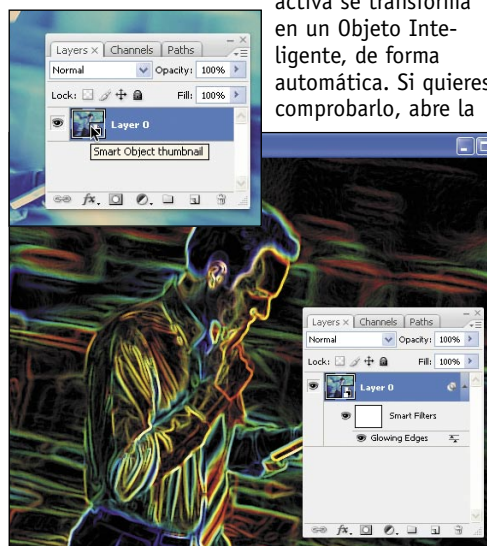 activa se transforma
en un Objeto Inte-
ligente, de forma
automática. Si quieres
comprobarlo, abre la
Layers × Channels Paths
Normal Opacity: 100%
Lock: Fill: 100%
Layer 0
Smart Object thumbnail
fx.
Layers × Channels Paths
Normal Opacity: 100%
Lock: Fill: 100%
Layer 0
Smart Filters
Glowing Edges
fx.